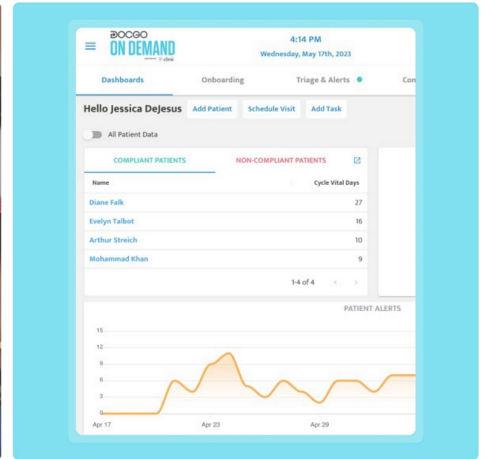 DOCGO
ON DEMAND
4:14 PM
Wednesday, May 17th, 2023
Dashboards
Onboarding
Triage & Alerts
Con
Hello Jessica DeJesus
Add Patient
Schedule Visit
Add Task
All Patient Data
COMPLIANT PATIENTS
NON-COMPLIANT PATIENTS
Name
Cycle Vital Days
Diane Falk
27
Evelyn Talbot
16
Arthur Streich
10
Mohammad Khan
9
1-4 of 4
PATIENT ALERTS
15
12
9
6
3
0
Apr 17
Apr 23
Apr 29